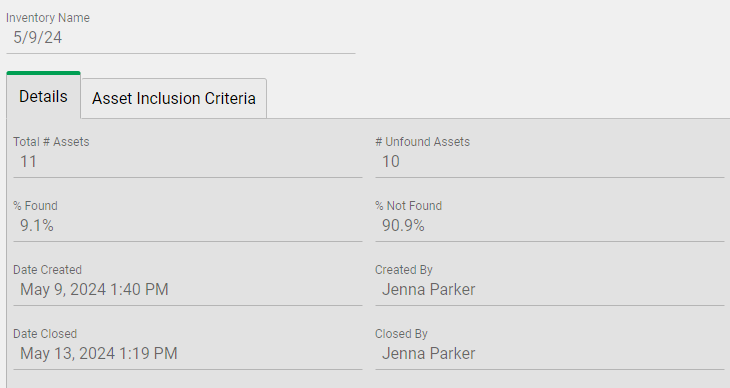 Inventory Name
5/9/24
Details
Asset Inclusion Criteria
Total # Assets
# Unfound Assets
11
10
% Found
% Not Found
9.1%
90.9%
Date Created
Created By
May 9, 2024 1:40 PM
Jenna Parker
Date Closed
Closed By
May 13, 2024 1:19 PM
Jenna Parker